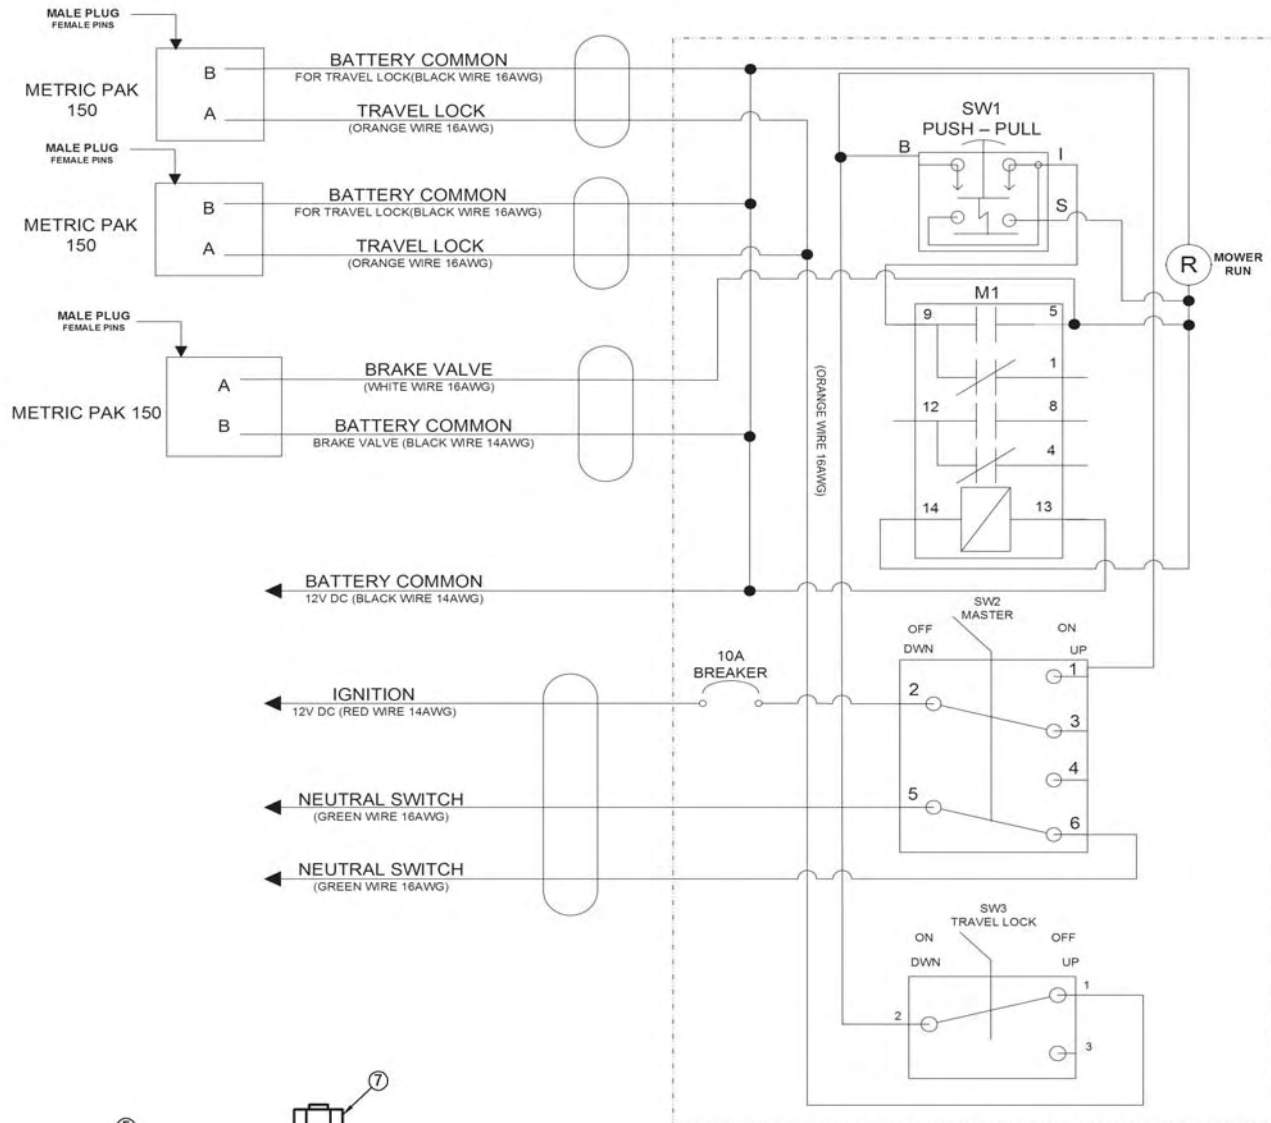 MALE PLUG
FEMALE PINS
METRIC PAK
150
B
A
BATTERY COMMON
FOR TRAVEL LOCK(BLACK WIRE 16AWG)
TRAVEL LOCK
(ORANGE WIRE 16AWG)
MALE PLUG
FEMALE PINS
METRIC PAK
150
B
A
BATTERY COMMON
FOR TRAVEL LOCK(BLACK WIRE 16AWG)
TRAVEL LOCK
(ORANGE WIRE 16AWG)
MALE PLUG
FEMALE PINS
METRIC PAK 150
A
B
BRAKE VALVE
(WHITE WIRE 16AWG)
BATTERY COMMON
BRAKE VALVE (BLACK WIRE 14AWG)
SW1
PUSH – PULL
B
I
S
R
MOWER
RUN
M1
9
5
1
12
8
4
14
13
(ORANGE WIRE 16AWG)
BATTERY COMMON
12V DC (BLACK WIRE 14AWG)
10A
BREAKER
IGNITION
12V DC (RED WIRE 14AWG)
NEUTRAL SWITCH
(GREEN WIRE 16AWG)
NEUTRAL SWITCH
(GREEN WIRE 16AWG)
SW2
MASTER
OFF
ON
DWN
UP
1
2
3
4
5
6
SW3
TRAVEL LOCK
ON
OFF
DWN
UP
1
2
3
7